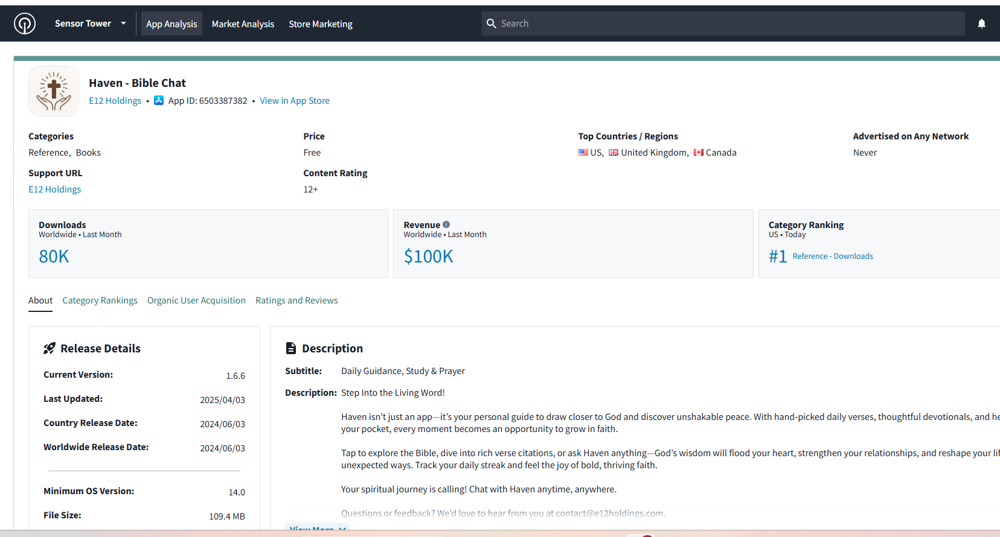 Sensor Tower
App Analysis
Market Analysis
Store Marketing
Search
Haven - Bible Chat
E12 Holdings • App ID: 6503387382 • View in App Store
Categories
Reference, Books
Price
Free
Top Countries / Regions
US, United Kingdom, Canada
Advertised on Any Network
Never
Support URL
E12 Holdings
Content Rating
12+
Downloads
Worldwide • Last Month
80K
Revenue
Worldwide • Last Month
$100K
Category Ranking
US • Today
#1 Reference - Downloads
About
Category Rankings
Organic User Acquisition
Ratings and Reviews
Release Details
Current Version: 1.6.6
Last Updated: 2025/04/03
Country Release Date: 2024/06/03
Worldwide Release Date: 2024/06/03
Minimum OS Version: 14.0
File Size: 109.4 MB
Description
Subtitle: Daily Guidance, Study & Prayer
Description: Step Into the Living Word!
Haven isn’t just an app—it’s your personal guide to draw closer to God and discover unshakable peace. With hand-picked daily verses, thoughtful devotionals, and
your pocket, every moment becomes an opportunity to grow in faith.
Tap to explore the Bible, dive into rich verse citations, or ask Haven anything—God’s wisdom will flood your heart, strengthen your relationships, and reshape your
unexpected ways. Track your daily streak and feel the joy of bold, thriving faith.
Your spiritual journey is calling! Chat with Haven anytime, anywhere.
Questions or feedback? We’d love to hear from you at contact@e12holdings.com.
View More